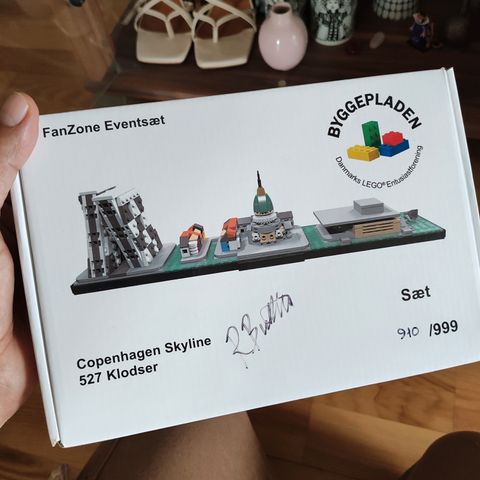 FanZone Eventsæt
BYGGEPLADEN
Danmarks LEGO® Entusiastforening
Sæt
910 /999
Copenhagen Skyline
527 Klodser